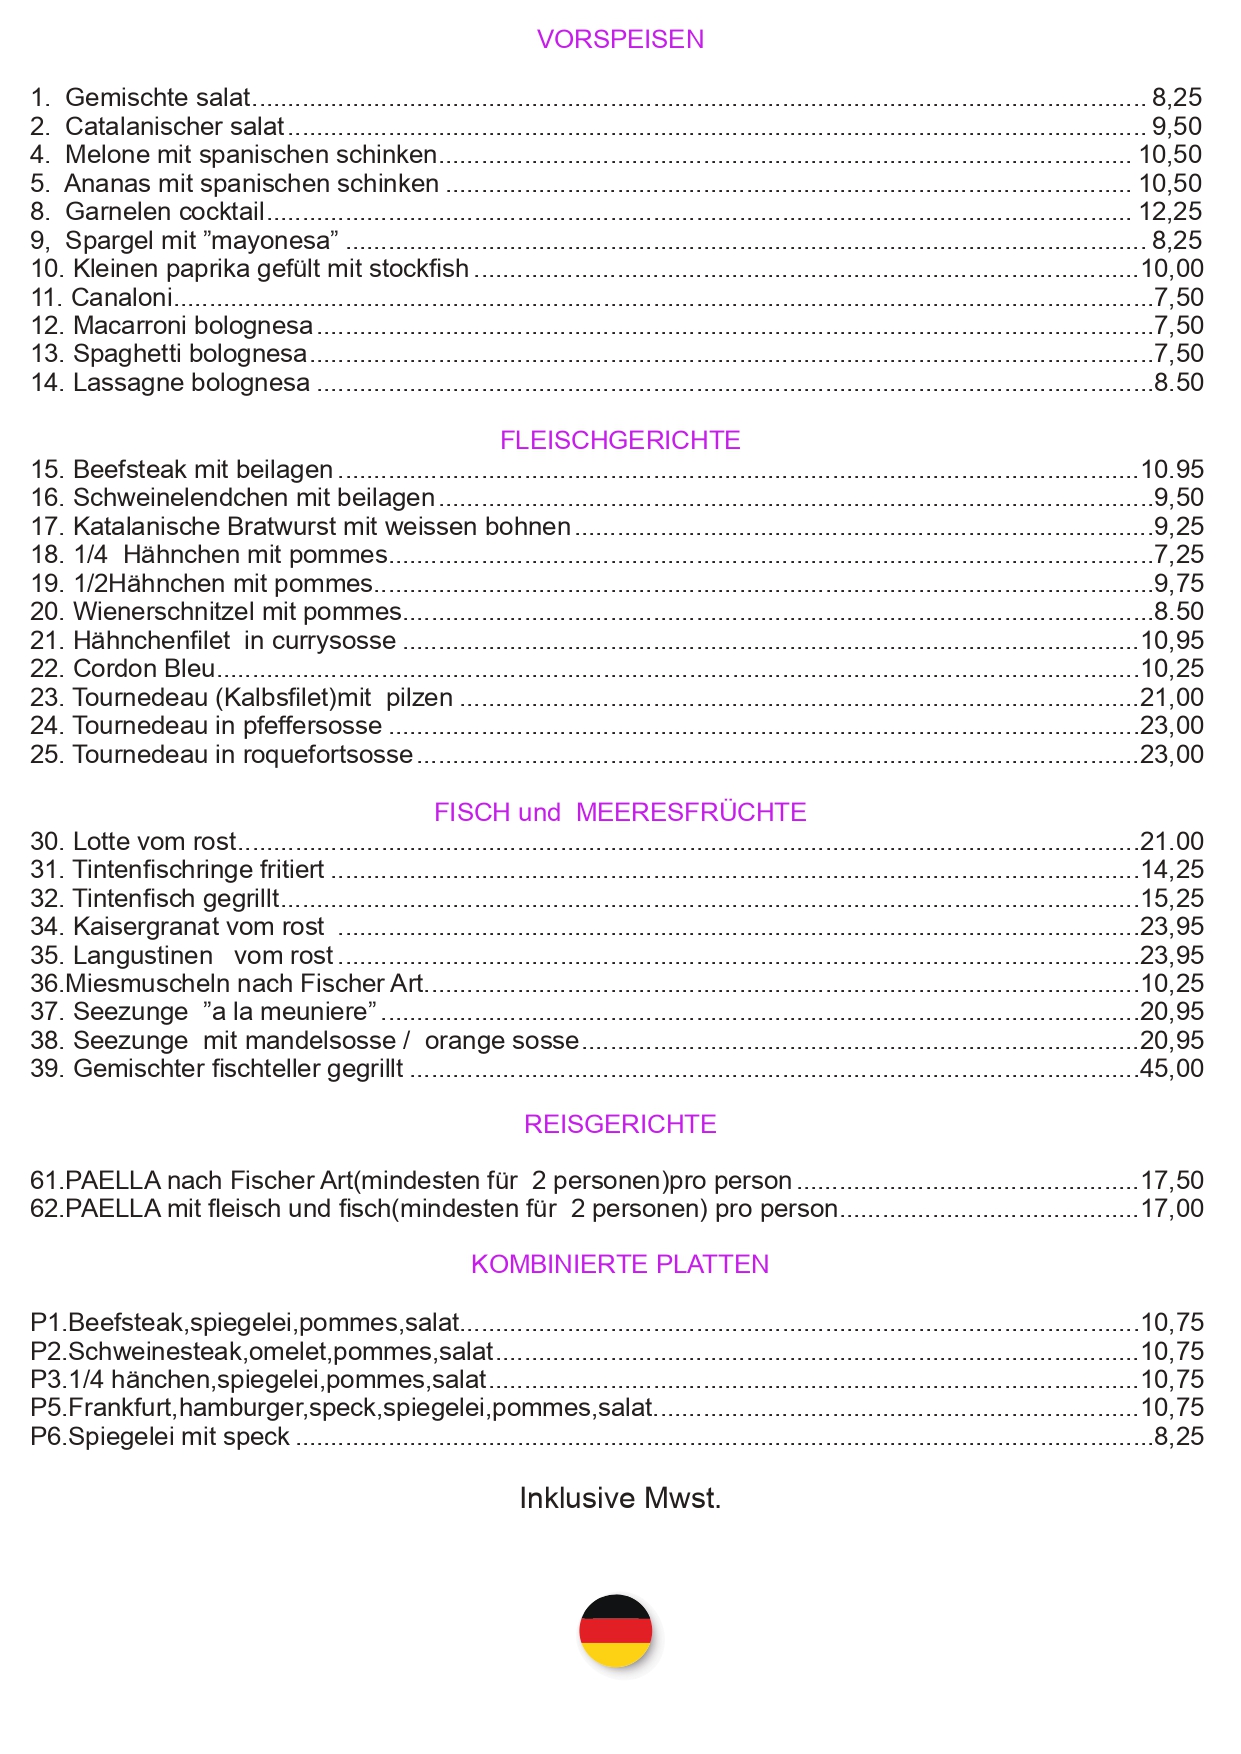 VORSPEISEN
1. Gemischte salat 8,25
2. Catalanischer salat 9,50
4. Melone mit spanischen schinken 10,50
5. Ananas mit spanischen schinken 10,50
8. Garnelen cocktail 12,25
9, Spargel mit ”mayonesa” 8,25
10. Kleinen paprika gefült mit stockfish 10,00
11. Canaloni 7,50
12. Macarroni bolognesa 7,50
13. Spaghetti bolognesa 7,50
14. Lassagne bolognesa 8.50
FLEISCHGERICHTE
15. Beefsteak mit beilagen 10.95
16. Schweinelendchen mit beilagen 9,50
17. Katalanische Bratwurst mit weissen bohnen 9,25
18. 1/4 Hähnchen mit pommes 7,25
19. 1/2Hähnchen mit pommes 9,75
20. Wienerschnitzel mit pommes 8.50
21. Hähnchenfilet in currysosse 10,95
22. Cordon Bleu 10,25
23. Tournedeau (Kalbsfilet)mit pilzen 21,00
24. Tournedeau in pfeffersosse 23,00
25. Tournedeau in roquefortsosse 23,00
FISCH und MEERESFRÜCHTE
30. Lotte vom rost 21.00
31. Tintenfischringe fritiert 14,25
32. Tintenfisch gegrillt 15,25
34. Kaisergranat vom rost 23,95
35. Langustinen vom rost 23,95
36.Miesmuscheln nach Fischer Art 10,25
37. Seezunge ”a la meuniere” 20,95
38. Seezunge mit mandelsosse / orange sosse 20,95
39. Gemischter fischteller gegrillt 45,00
REISGERICHTE
61.PAELLA nach Fischer Art(mindesten für 2 personen)pro person 17,50
62.PAELLA mit fleisch und fisch(mindesten für 2 personen) pro person 17,00
KOMBINIERTE PLATTEN
P1.Beefsteak,spiegelei,pommes,salat 10,75
P2.Schweinesteak,omelet,pommes,salat 10,75
P3.1/4 hänchen,spiegelei,pommes,salat 10,75
P5.Frankfurt,hamburger,speck,spiegelei,pommes,salat 10,75
P6.Spiegelei mit speck 8,25
Inklusive Mwst.